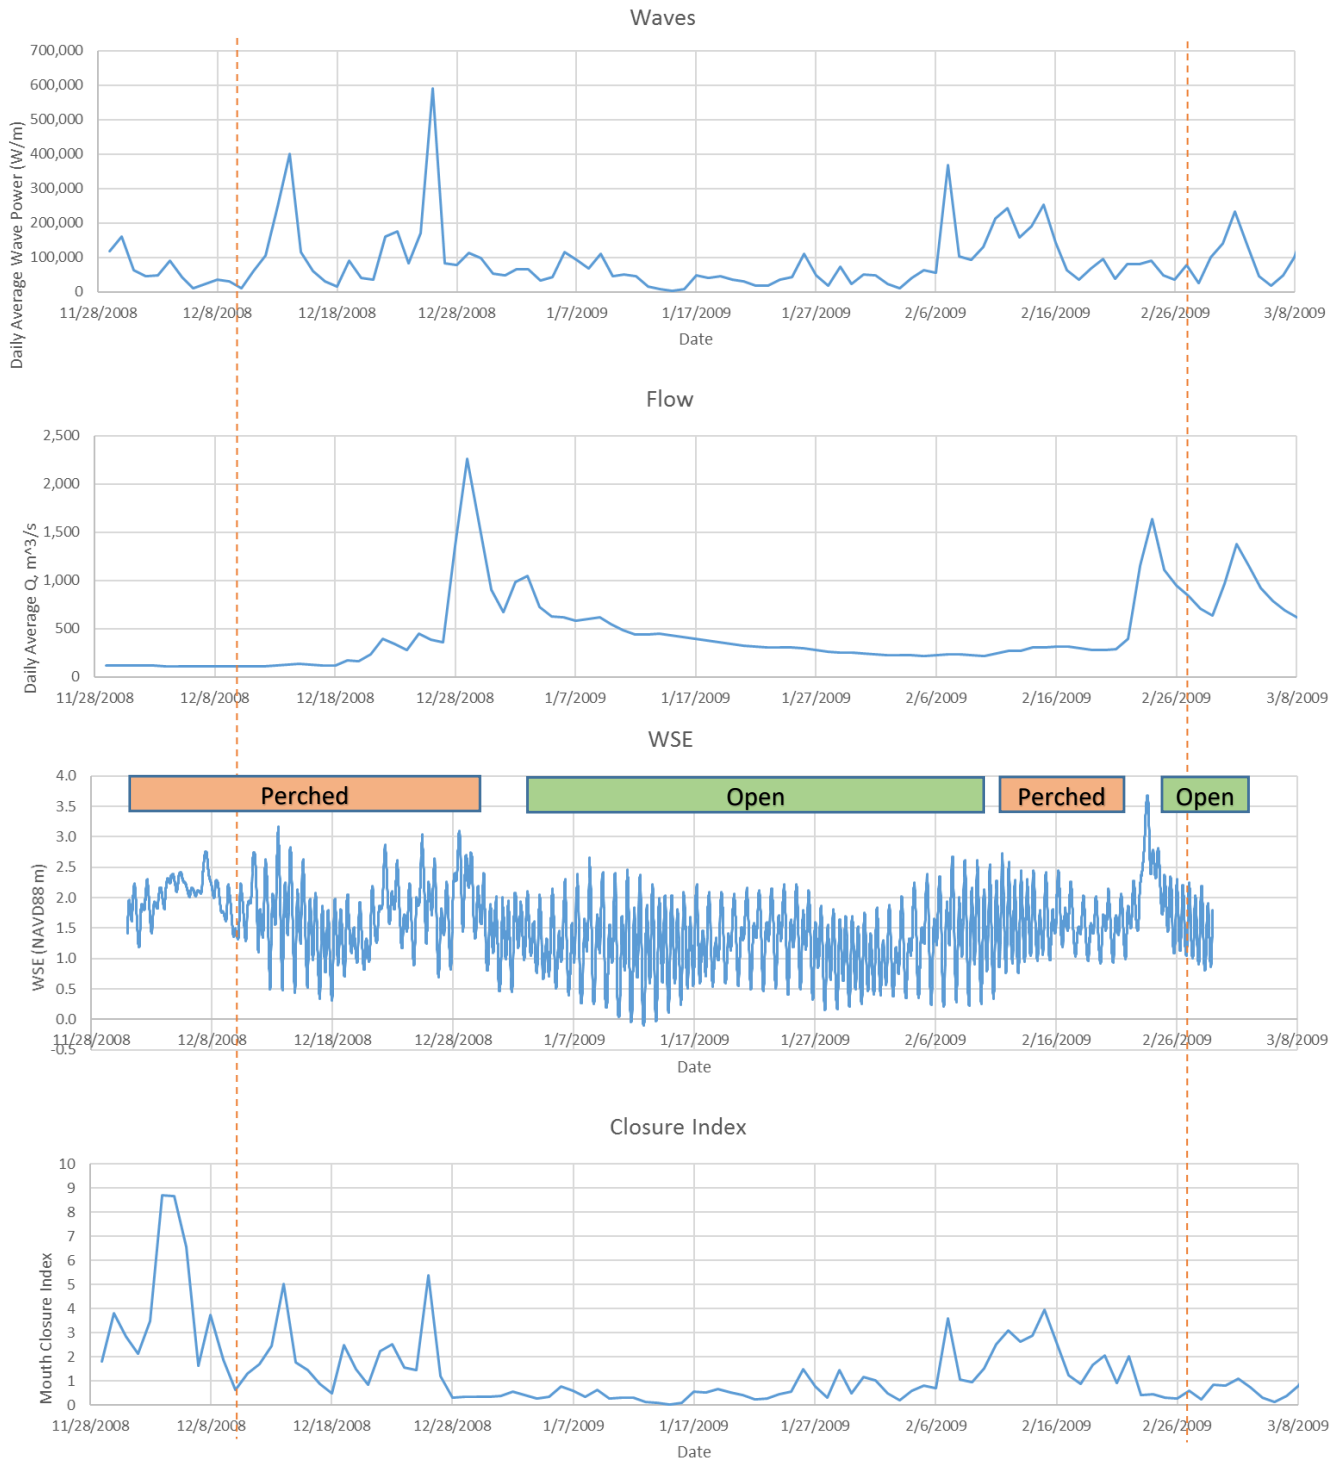 Waves
Daily Average Wave Power (W/m)
700,000
600,000
500,000
400,000
300,000
200,000
100,000
0
11/28/2008 12/8/2008 12/18/2008 12/28/2008 1/7/2009 1/17/2009 1/27/2009 2/6/2009 2/16/2009 2/26/2009 3/8/2009
Date
Flow
Daily Average Q, m^3/s
2,500
2,000
1,500
1,000
500
0
11/28/2008 12/8/2008 12/18/2008 12/28/2008 1/7/2009 1/17/2009 1/27/2009 2/6/2009 2/16/2009 2/26/2009 3/8/2009
WSE
WSE (NAVD88 m)
4.0
Perched Open Perched Open
3.5
3.0
2.5
2.0
1.5
1.0
0.5
0.0
11/28/2008 12/8/2008 12/18/2008 12/28/2008 1/7/2009 1/17/2009 1/27/2009 2/6/2009 2/16/2009 2/26/2009 3/8/2009
-0.5
Date
Closure Index
Mouth Closure Index
10
9
8
7
6
5
4
3
2
1
0
11/28/2008 12/8/2008 12/18/2008 12/28/2008 1/7/2009 1/17/2009 1/27/2009 2/6/2009 2/16/2009 2/26/2009 3/8/2009
Date